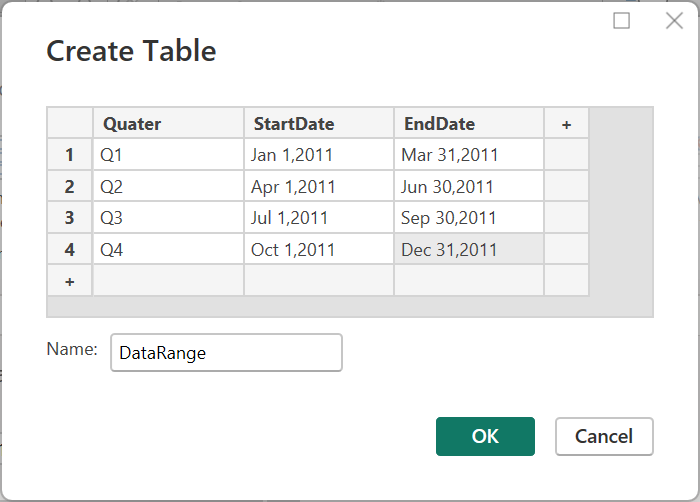 Create Table
Quater StartDate EndDate +
1 Q1 Jan 1,2011 Mar 31,2011
2 Q2 Apr 1,2011 Jun 30,2011
3 Q3 Jul 1,2011 Sep 30,2011
4 Q4 Oct 1,2011 Dec 31,2011
+
Name: DataRange
OK Cancel